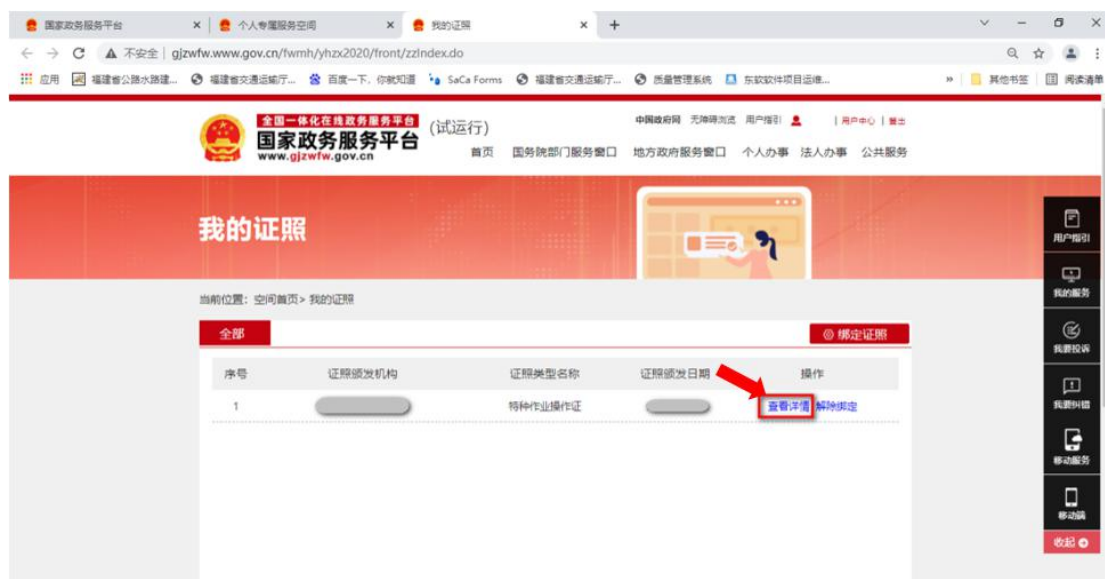 国家政务服务平台
个人专属服务空间
我的证照
不安全 gjzwfw.www.gov.cn/fwmh/yhzx2020/front/zzIndex.do
应用 福建省公路水路建... 福建省交通运输厅... 百度一下，你就知道 SaCa Forms 福建省交通运输厅... 质量管理系统 东软软件项目运维... » 其他书签 阅读清单
全国一体化在线政务服务平台
国家政务服务平台 (试运行)
www.gjzwfw.gov.cn
中国政府网 无障碍浏览 用户指引 | 用户中心 | 退出
首页 国务院部门服务窗口 地方政府服务窗口 个人办事 法人办事 公共服务
我的证照
当前位置：空间首页> 我的证照
全部
绑定证照
序号 证照颁发机构 证照类型名称 证照颁发日期 操作
1 特种作业操作证 查看详情 解除绑定
用户指引
我的服务
我要投诉
我要纠错
移动服务
移动端
收起